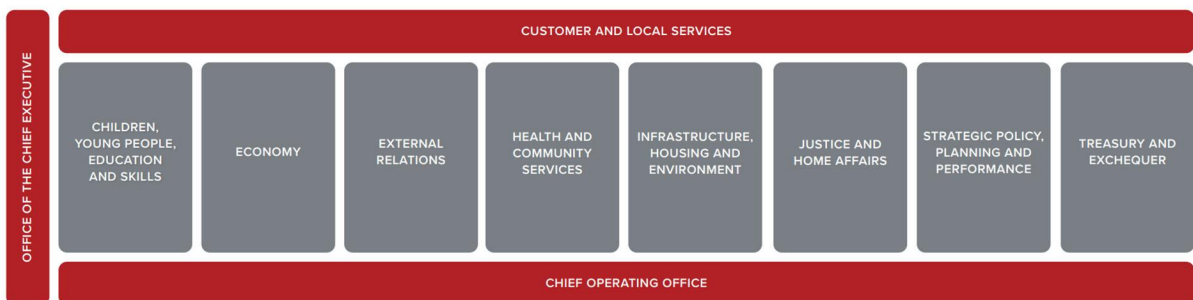 OFFICE OF THE CHIEF EXECUTIVE
CUSTOMER AND LOCAL SERVICES
CHILDREN,
YOUNG PEOPLE,
EDUCATION
AND SKILLS
ECONOMY
EXTERNAL
RELATIONS
HEALTH AND
COMMUNITY
SERVICES
INFRASTRUCTURE,
HOUSING AND
ENVIRONMENT
JUSTICE AND
HOME AFFAIRS
STRATEGIC POLICY,
PLANNING AND
PERFORMANCE
TREASURY AND
EXCHEQUER
CHIEF OPERATING OFFICE